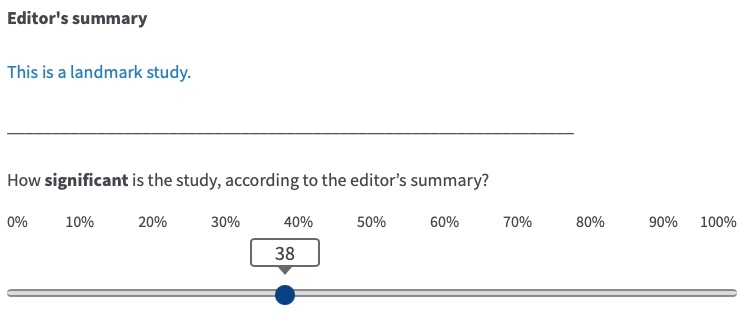 Editor's summary
This is a landmark study.
How significant is the study, according to the editor’s summary?
0% 10% 20% 30% 40% 50% 60% 70% 80% 90% 100%
38